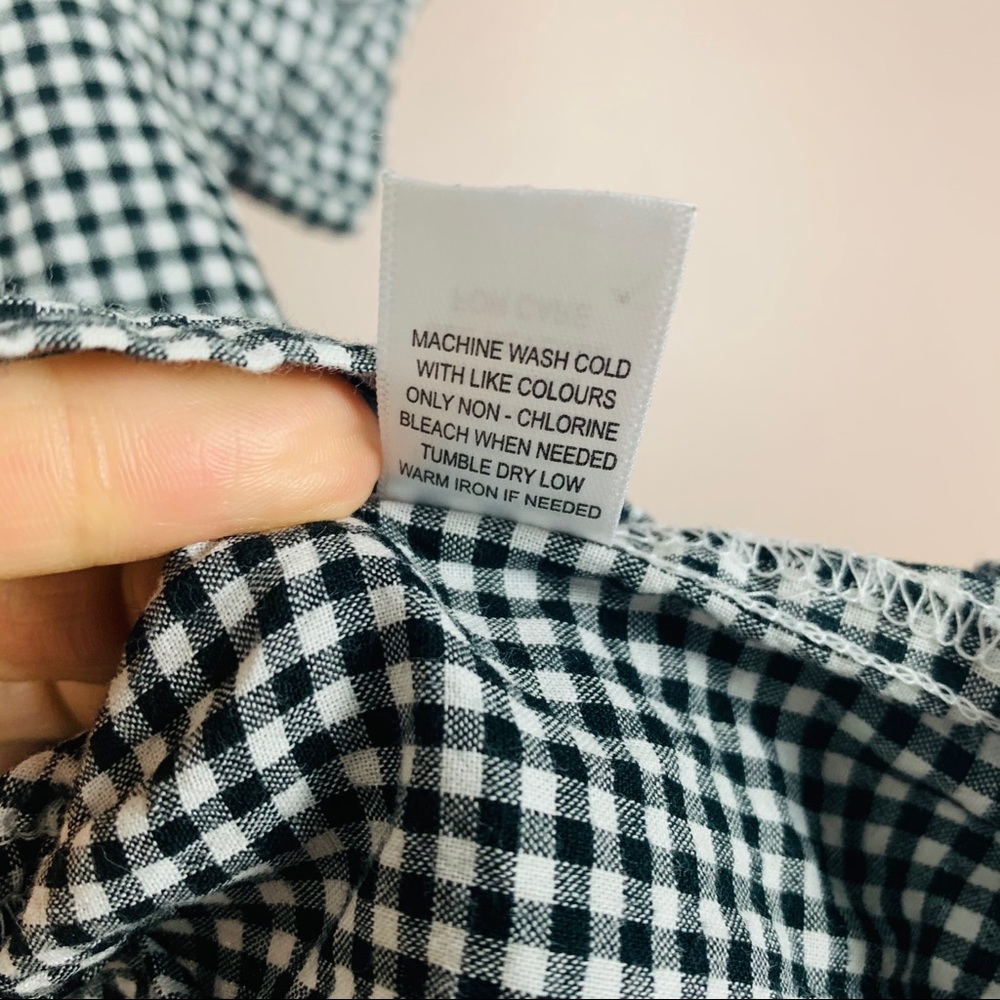 MACHINE WASH COLD
WITH LIKE COLOURS
ONLY NON - CHLORINE
BLEACH WHEN NEEDED
TUMBLE DRY LOW
WARM IRON IF NEEDED